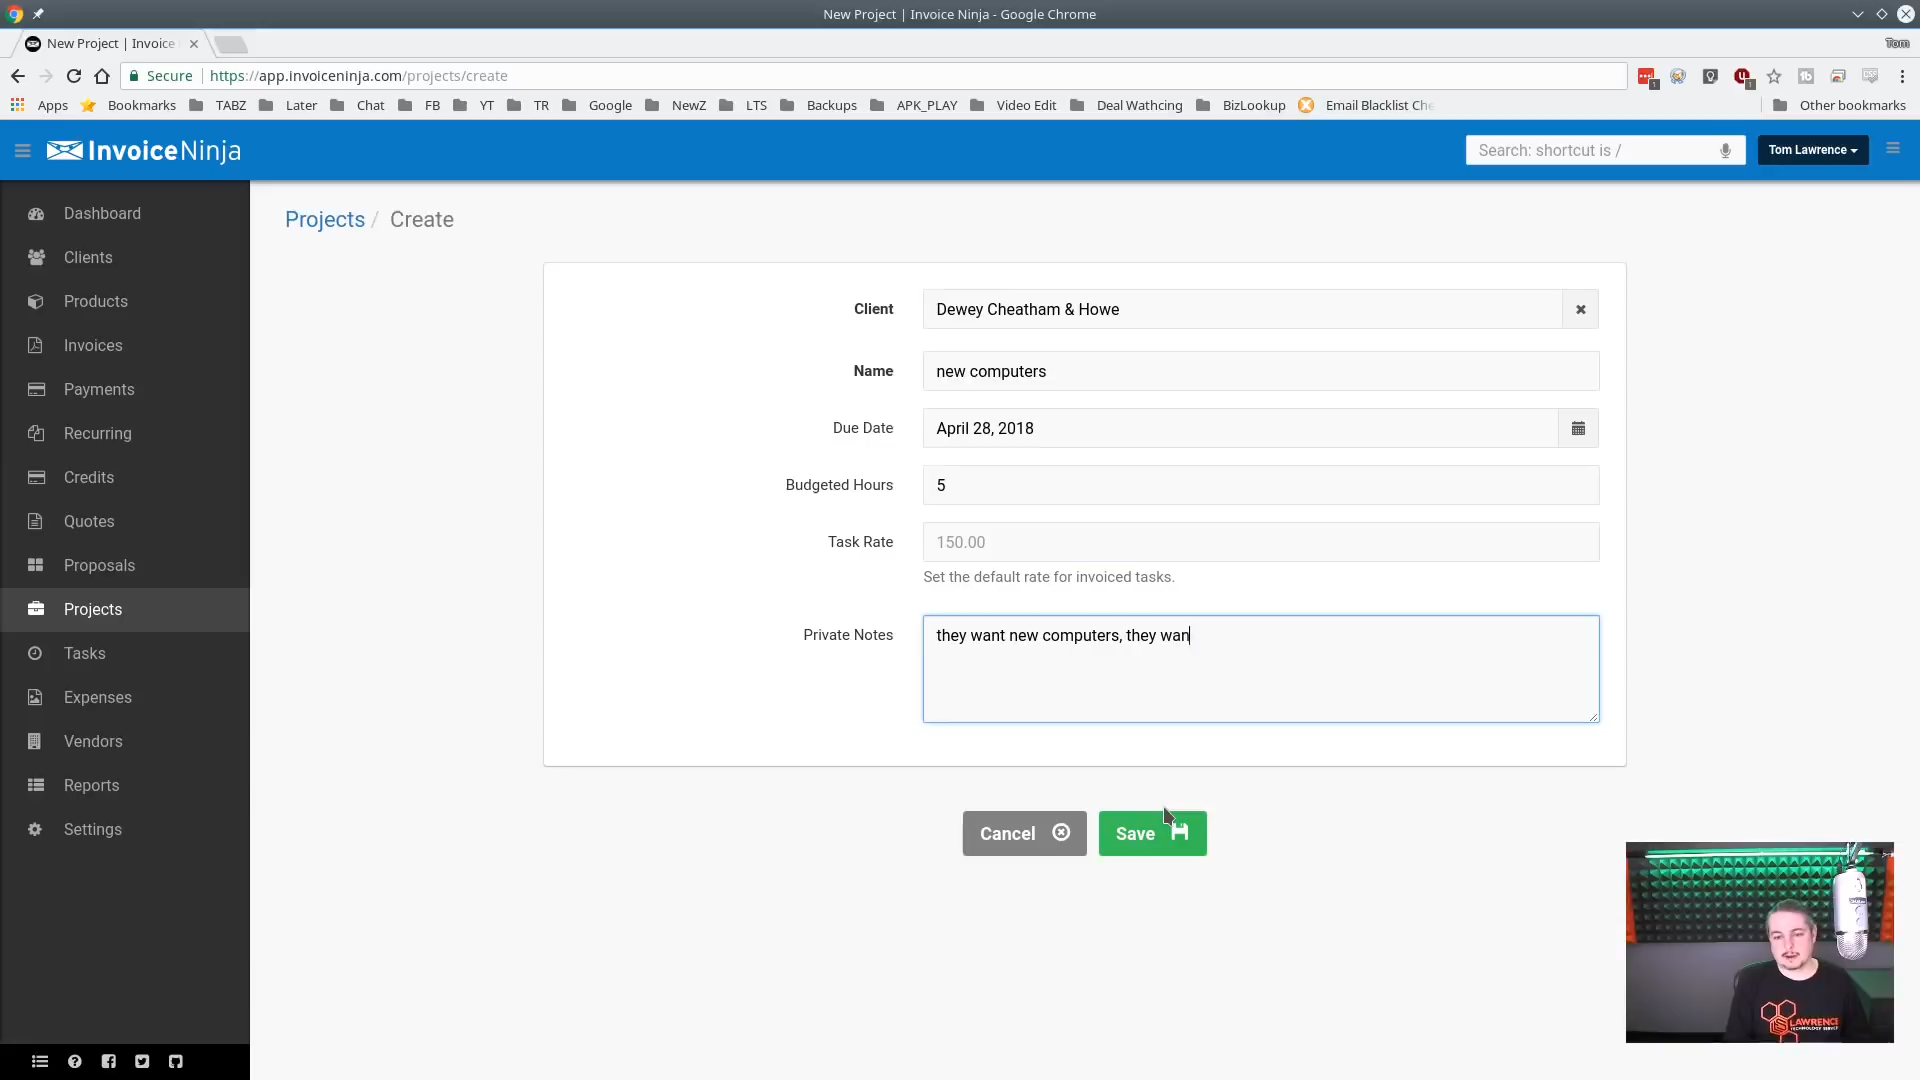 New Project | Invoice Ninja - Google Chrome
New Project | Invoice
Tom
Secure
https://app.invoiceninja.com/projects/create
Apps
Bookmarks
TABZ
Later
Chat
FB
YT
TR
Google
NewZ
LTS
Backups
APK_PLAY
Video Edit
Deal Wathcing
BizLookup
Email Blacklist Che
Other bookmarks
InvoiceNinja
Search: shortcut is /
Tom Lawrence
Dashboard
Clients
Products
Invoices
Payments
Recurring
Credits
Quotes
Proposals
Projects
Tasks
Expenses
Vendors
Reports
Settings
Projects / Create
Client
Dewey Cheatham & Howe
Name
new computers
Due Date
April 28, 2018
Budgeted Hours
5
Task Rate
150.00
Set the default rate for invoiced tasks.
Private Notes
they want new computers, they wan
Cancel
Save
LAWRENCE